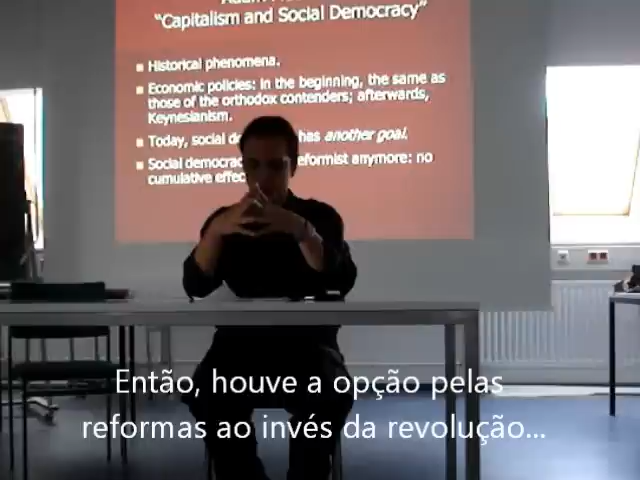 "Capitalism and Social Democracy"
Historical phenomena.
Economic policies: in the beginning, the same as
those of the orthodox contenders; afterwards,
Keynesianism.
Today, social has another goal.
Social eformist anymore: no
cumulative
Então, houve a opção pelas
reformas ao invés da revolução...